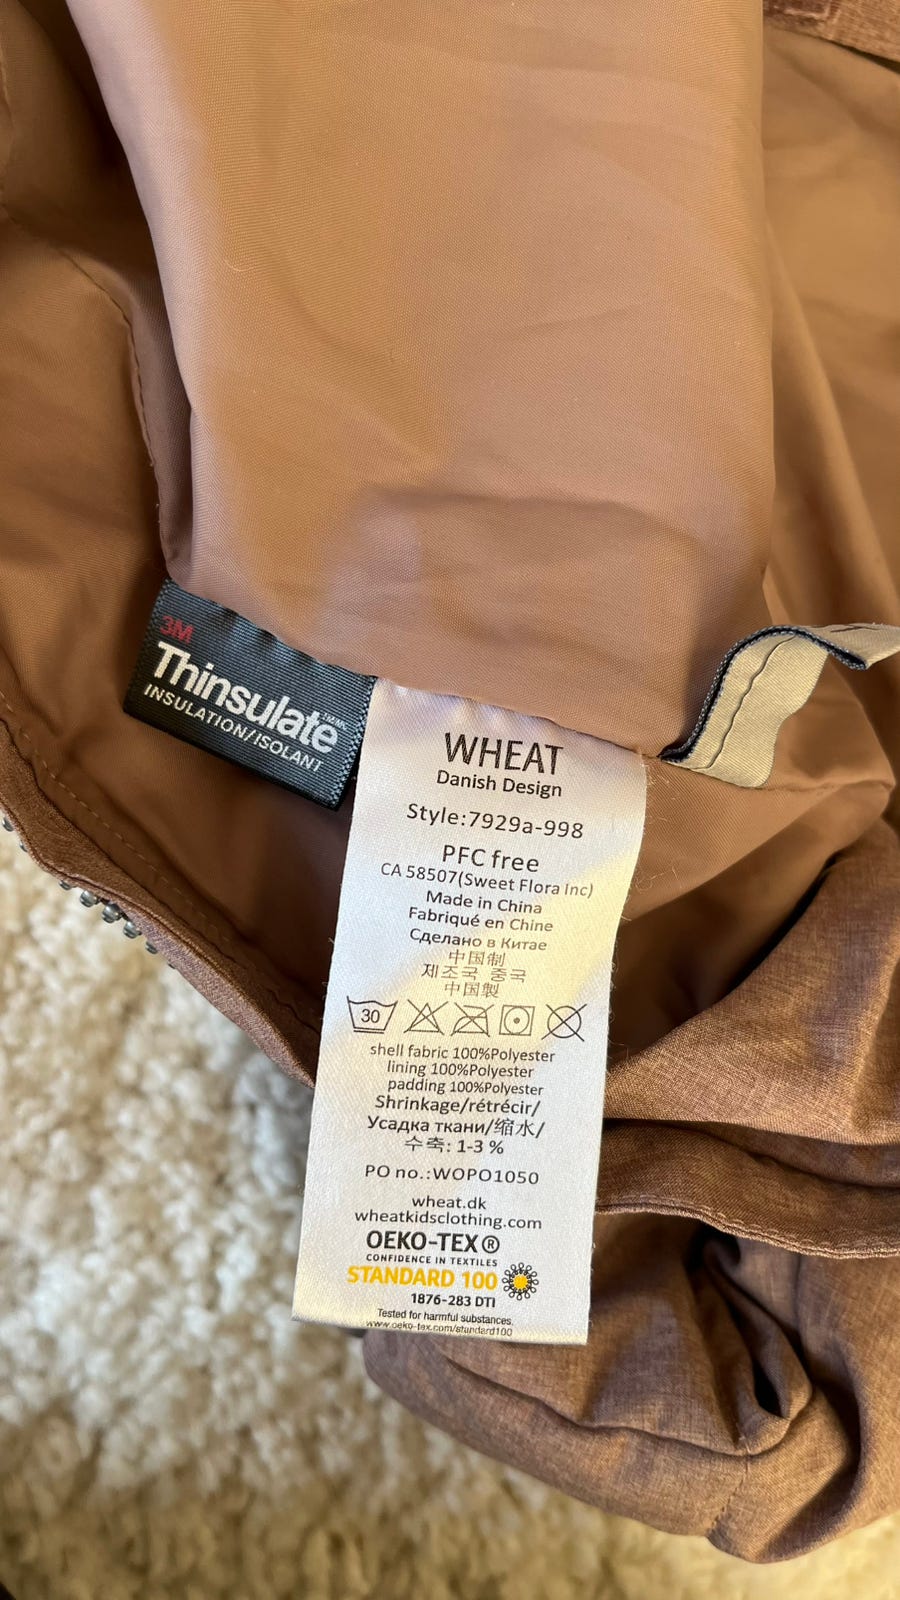 3M
Thinsulate
INSULATION/ISOLANT
WHEAT
Danish Design
Style:7929a-998
PFC free
CA 58507(Sweet Flora Inc)
Made in China
Fabriqué en Chine
Сделано в Китае
中国制
제조국 중국
中国製
30
shell fabric 100%Polyester
lining 100%Polyester
padding 100%Polyester
Shrinkage/rétrécir/
Усадка ткани/缩水/
수축: 1-3 %
PO no.:WOPO1050
wheat.dk
wheatkidsclothing.com
OEKO-TEX®
CONFIDENCE IN TEXTILES
STANDARD 100
1876-283 DTI
Tested for harmful substances.
www.oeko-tex.com/standard100